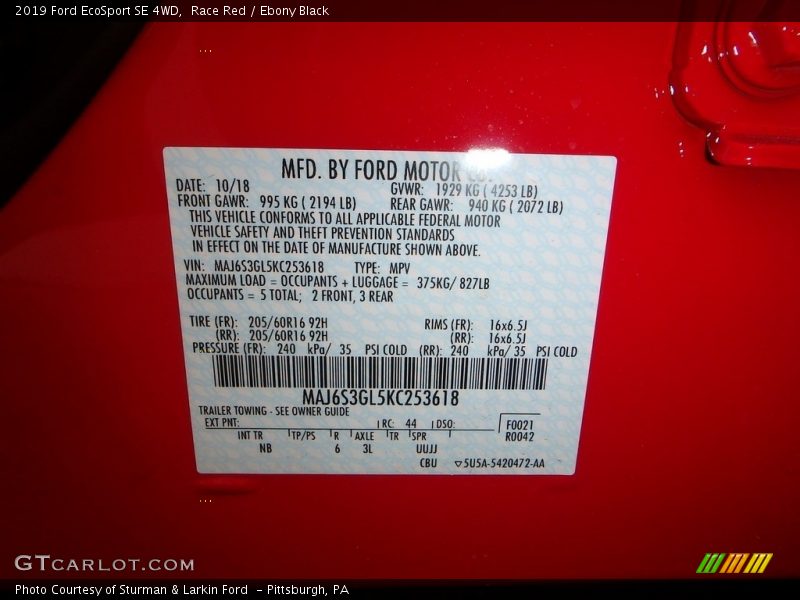 2019 Ford EcoSport SE 4WD, Race Red / Ebony Black
MFD. BY FORD MOTOR
DATE: 10/18 GVWR: 1929 KG ( 4253 LB)
FRONT GAWR: 995 KG ( 2194 LB) REAR GAWR: 940 KG ( 2072 LB)
THIS VEHICLE CONFORMS TO ALL APPLICABLE FEDERAL MOTOR
VEHICLE SAFETY AND THEFT PREVENTION STANDARDS
IN EFFECT ON THE DATE OF MANUFACTURE SHOWN ABOVE.
VIN: MAJ6S3GL5KC253618 TYPE: MPV
MAXIMUM LOAD = OCCUPANTS + LUGGAGE = 375KG/ 827LB
OCCUPANTS = 5 TOTAL; 2 FRONT, 3 REAR
TIRE (FR): 205/60R16 92H RIMS (FR): 16x6.5J
(RR): 205/60R16 92H (RR): 16x6.5J
PRESSURE (FR): 240 kPa/ 35 PSI COLD (RR): 240 kPa/ 35 PSI COLD
MAJ6S3GL5KC253618
TRAILER TOWING - SEE OWNER GUIDE
EXT PNT: RC: 44 DSO: F0021
INT TR TP/PS R AXLE TR SPR R0042
NB 6 3L UUJJ
CBU 5U5A-5420472-AA
GTCARLOT.COM
Photo Courtesy of Sturman & Larkin Ford - Pittsburgh, PA